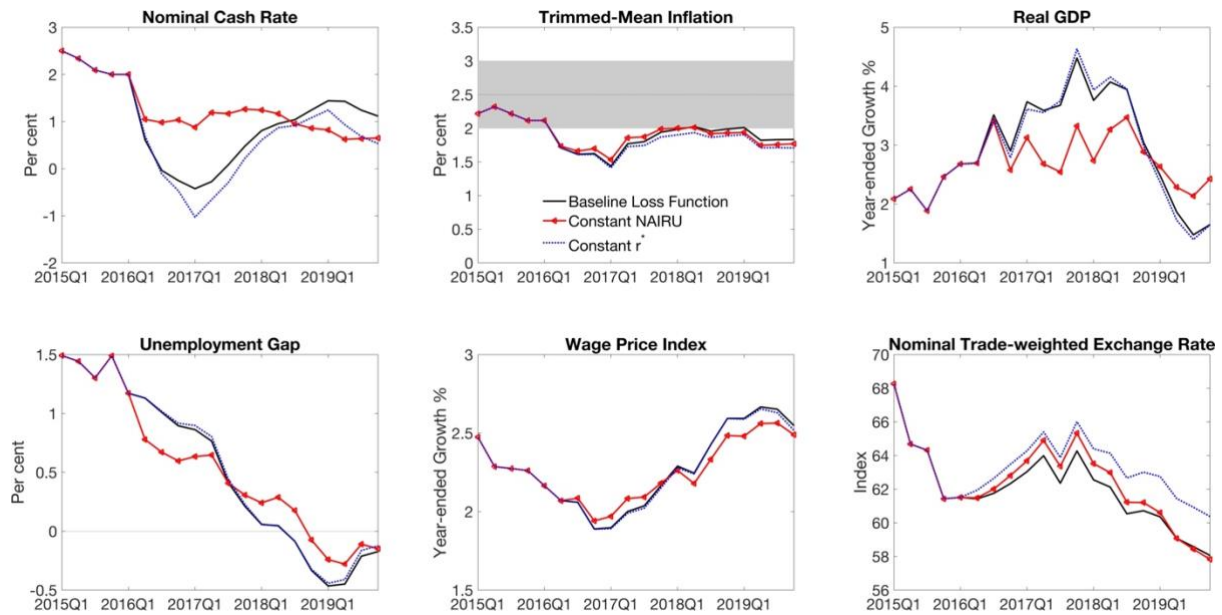 Nominal Cash Rate
Per cent
3
2
1
0
-1
-2
2015Q1 2016Q1 2017Q1 2018Q1 2019Q1
Trimmed-Mean Inflation
Per cent
3.5
3
2.5
2
1.5
1
0.5
0
Baseline Loss Function
Constant NAIRU
Constant r*
2015Q1 2016Q1 2017Q1 2018Q1 2019Q1
Real GDP
Year-ended Growth %
5
4
3
2
1
2015Q1 2016Q1 2017Q1 2018Q1 2019Q1
Unemployment Gap
Per cent
1.5
1
0.5
0
-0.5
2015Q1 2016Q1 2017Q1 2018Q1 2019Q1
Wage Price Index
Year-ended Growth %
3
2.5
2
1.5
2015Q1 2016Q1 2017Q1 2018Q1 2019Q1
Nominal Trade-weighted Exchange Rate
Index
70
68
66
64
62
60
58
56
2015Q1 2016Q1 2017Q1 2018Q1 2019Q1